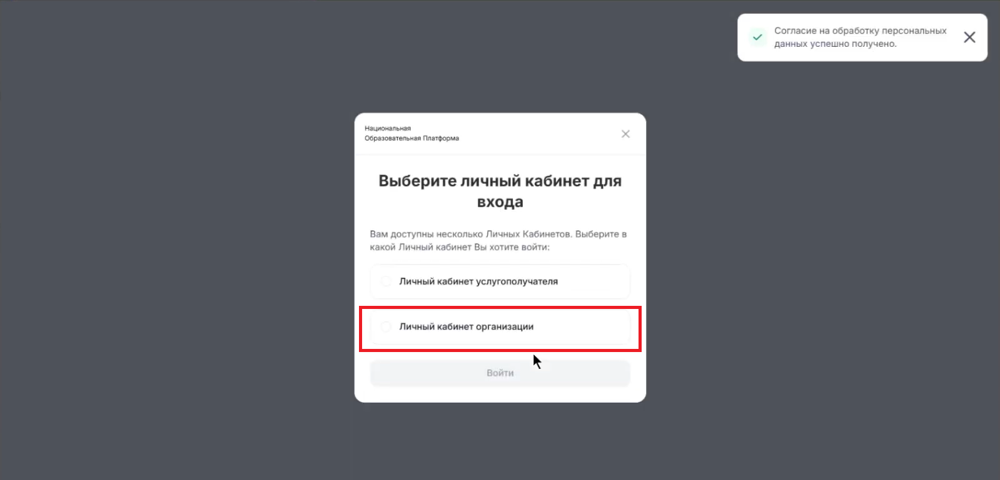 Согласие на обработку персональных
данных успешно получено.
Национальная
Образовательная Платформа
Выберите личный кабинет для
входа
Вам доступны несколько Личных Кабинетов. Выберите в
какой Личный кабинет Вы хотите войти:
Личный кабинет услугополучателя
Личный кабинет организации
Войти